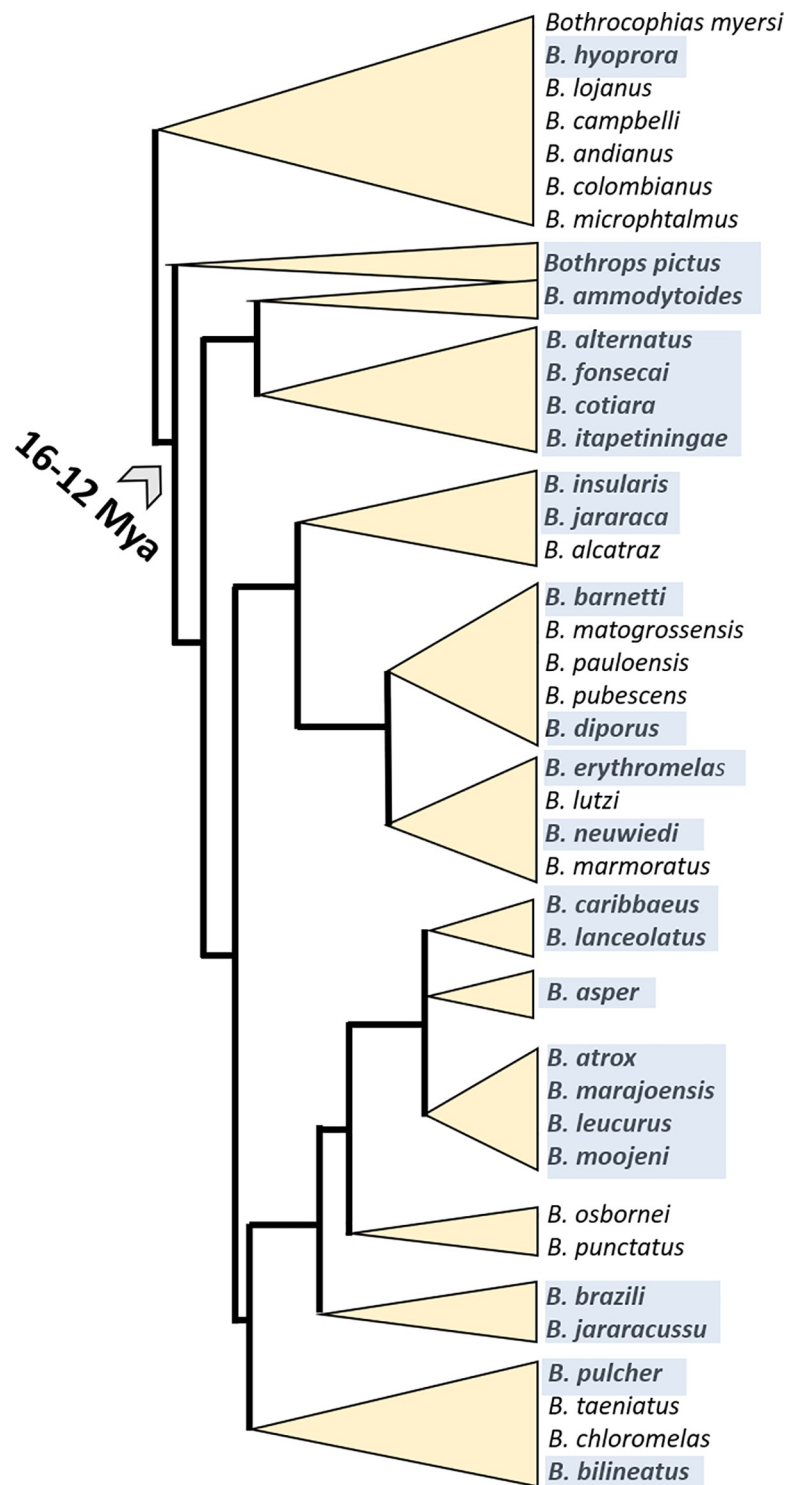 Bothrocophias myersi
B. hyoprora
B. lojanus
B. campbelli
B. andianus
B. colombianus
B. microphtalmus
Bothrops pictus
B. ammodytoides
B. alternatus
B. fonsecai
B. cotiara
B. itapetiningae
16-12 Mya
B. insularis
B. jararaca
B. alcatraz
B. barnetti
B. matogrossensis
B. pauloensis
B. pubescens
B. diporus
B. erythromelas
B. lutzi
B. neuwiedi
B. marmoratus
B. caribbaeus
B. lanceolatus
B. asper
B. atrox
B. marajoensis
B. leucurus
B. moojeni
B. osbornei
B. punctatus
B. brazili
B. jararacussu
B. pulcher
B. taeniatus
B. chloromelas
B. bilineatus